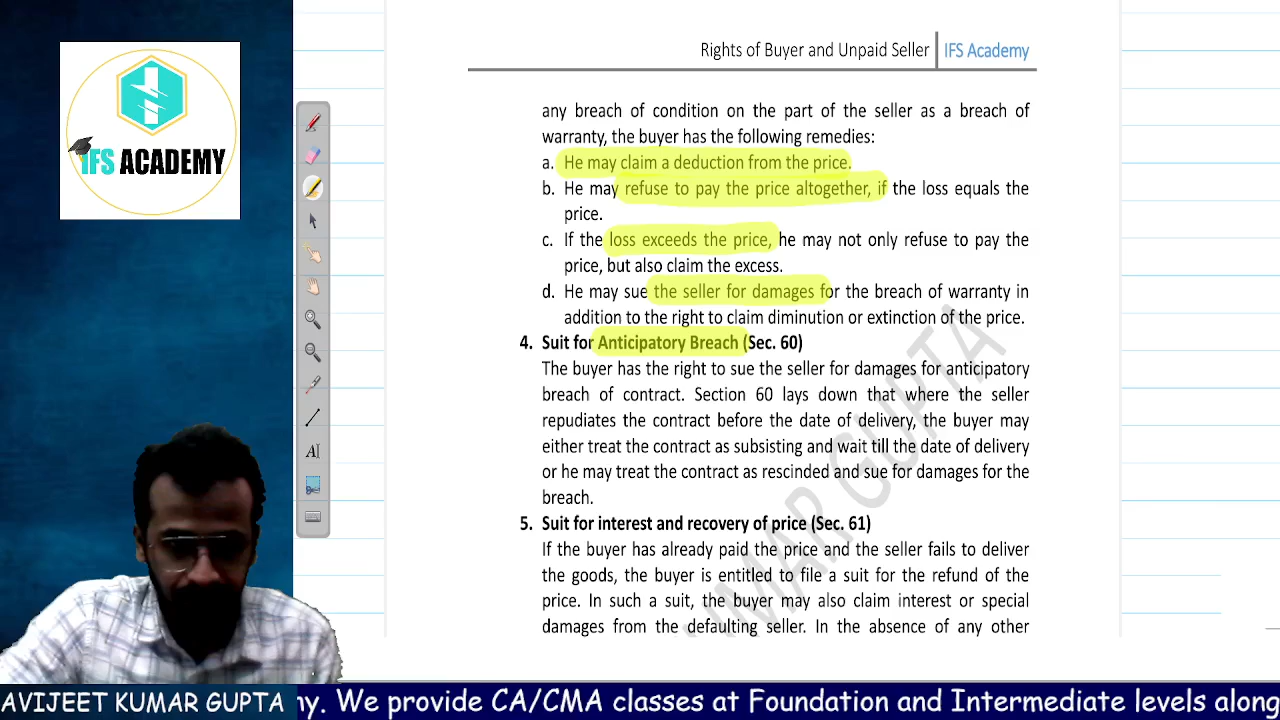 IFS ACADEMY
Rights of Buyer and Unpaid Seller | IFS Academy
any breach of condition on the part of the seller as a breach of
warranty, the buyer has the following remedies:
a. He may claim a deduction from the price.
b. He may refuse to pay the price altogether, if the loss equals the
price.
c. If the loss exceeds the price, he may not only refuse to pay the
price, but also claim the excess.
d. He may sue the seller for damages for the breach of warranty in
addition to the right to claim diminution or extinction of the price.
4. Suit for Anticipatory Breach (Sec. 60)
The buyer has the right to sue the seller for damages for anticipatory
breach of contract. Section 60 lays down that where the seller
repudiates the contract before the date of delivery, the buyer may
either treat the contract as subsisting and wait till the date of delivery
or he may treat the contract as rescinded and sue for damages for the
breach.
5. Suit for interest and recovery of price (Sec. 61)
If the buyer has already paid the price and the seller fails to deliver
the goods, the buyer is entitled to file a suit for the refund of the
price. In such a suit, the buyer may also claim interest or special
damages from the defaulting seller. In the absence of any other
UMAR GUPTA
AVIJEET KUMAR GUPTA
ny. We provide CA/CMA classes at Foundation and Intermediate levels along